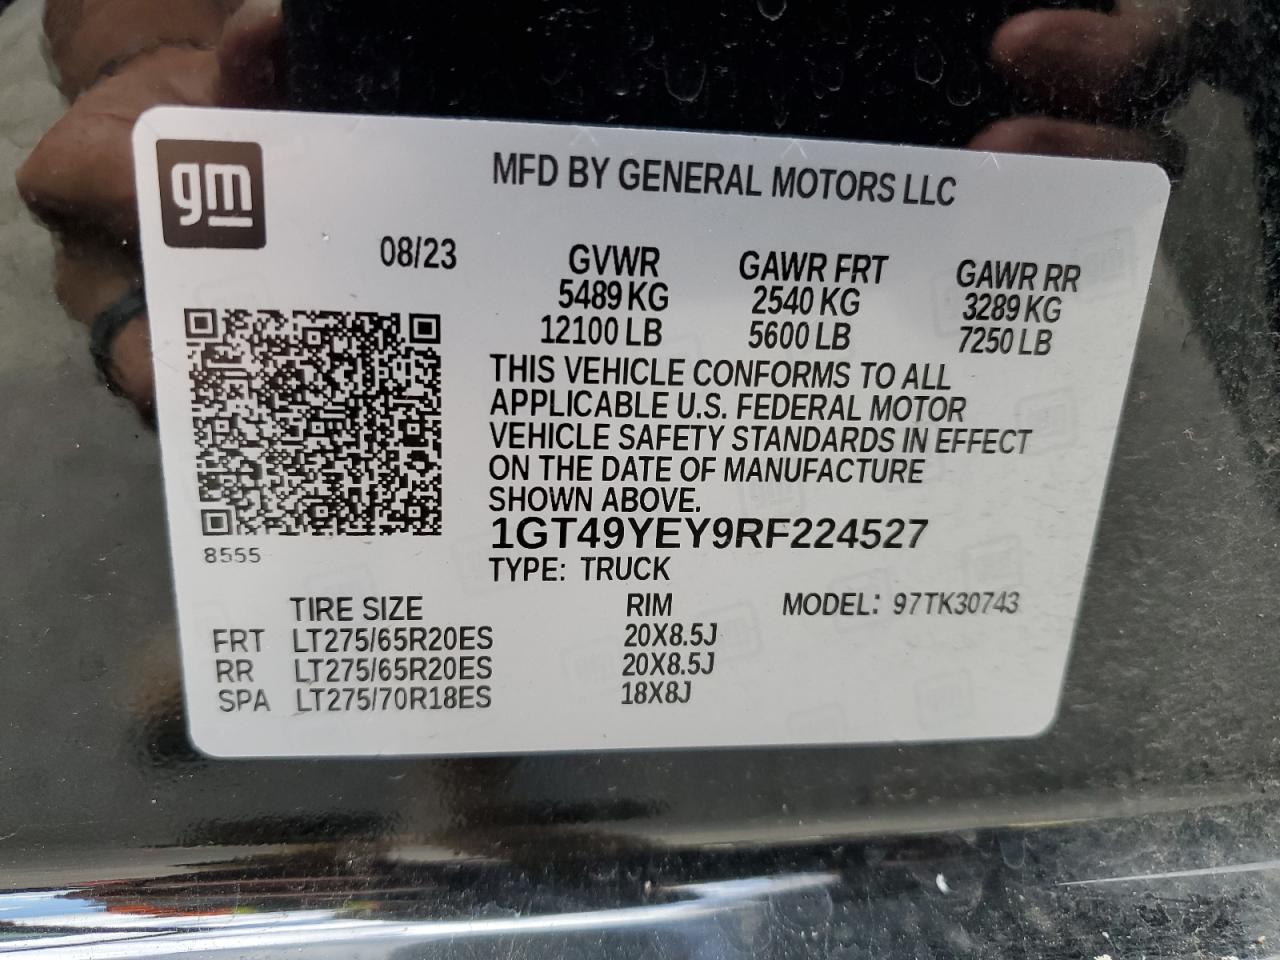 gm
MFD BY GENERAL MOTORS LLC
08/23
GVWR GAWR FRT GAWR RR
5489 KG 2540 KG 3289 KG
12100 LB 5600 LB 7250 LB
THIS VEHICLE CONFORMS TO ALL
APPLICABLE U.S. FEDERAL MOTOR
VEHICLE SAFETY STANDARDS IN EFFECT
ON THE DATE OF MANUFACTURE
SHOWN ABOVE.
1GT49YEY9RF224527
8555
TYPE: TRUCK
TIRE SIZE RIM MODEL: 97TK30743
FRT LT275/65R20ES 20X8.5J
RR LT275/65R20ES 20X8.5J
SPA LT275/70R18ES 18X8J